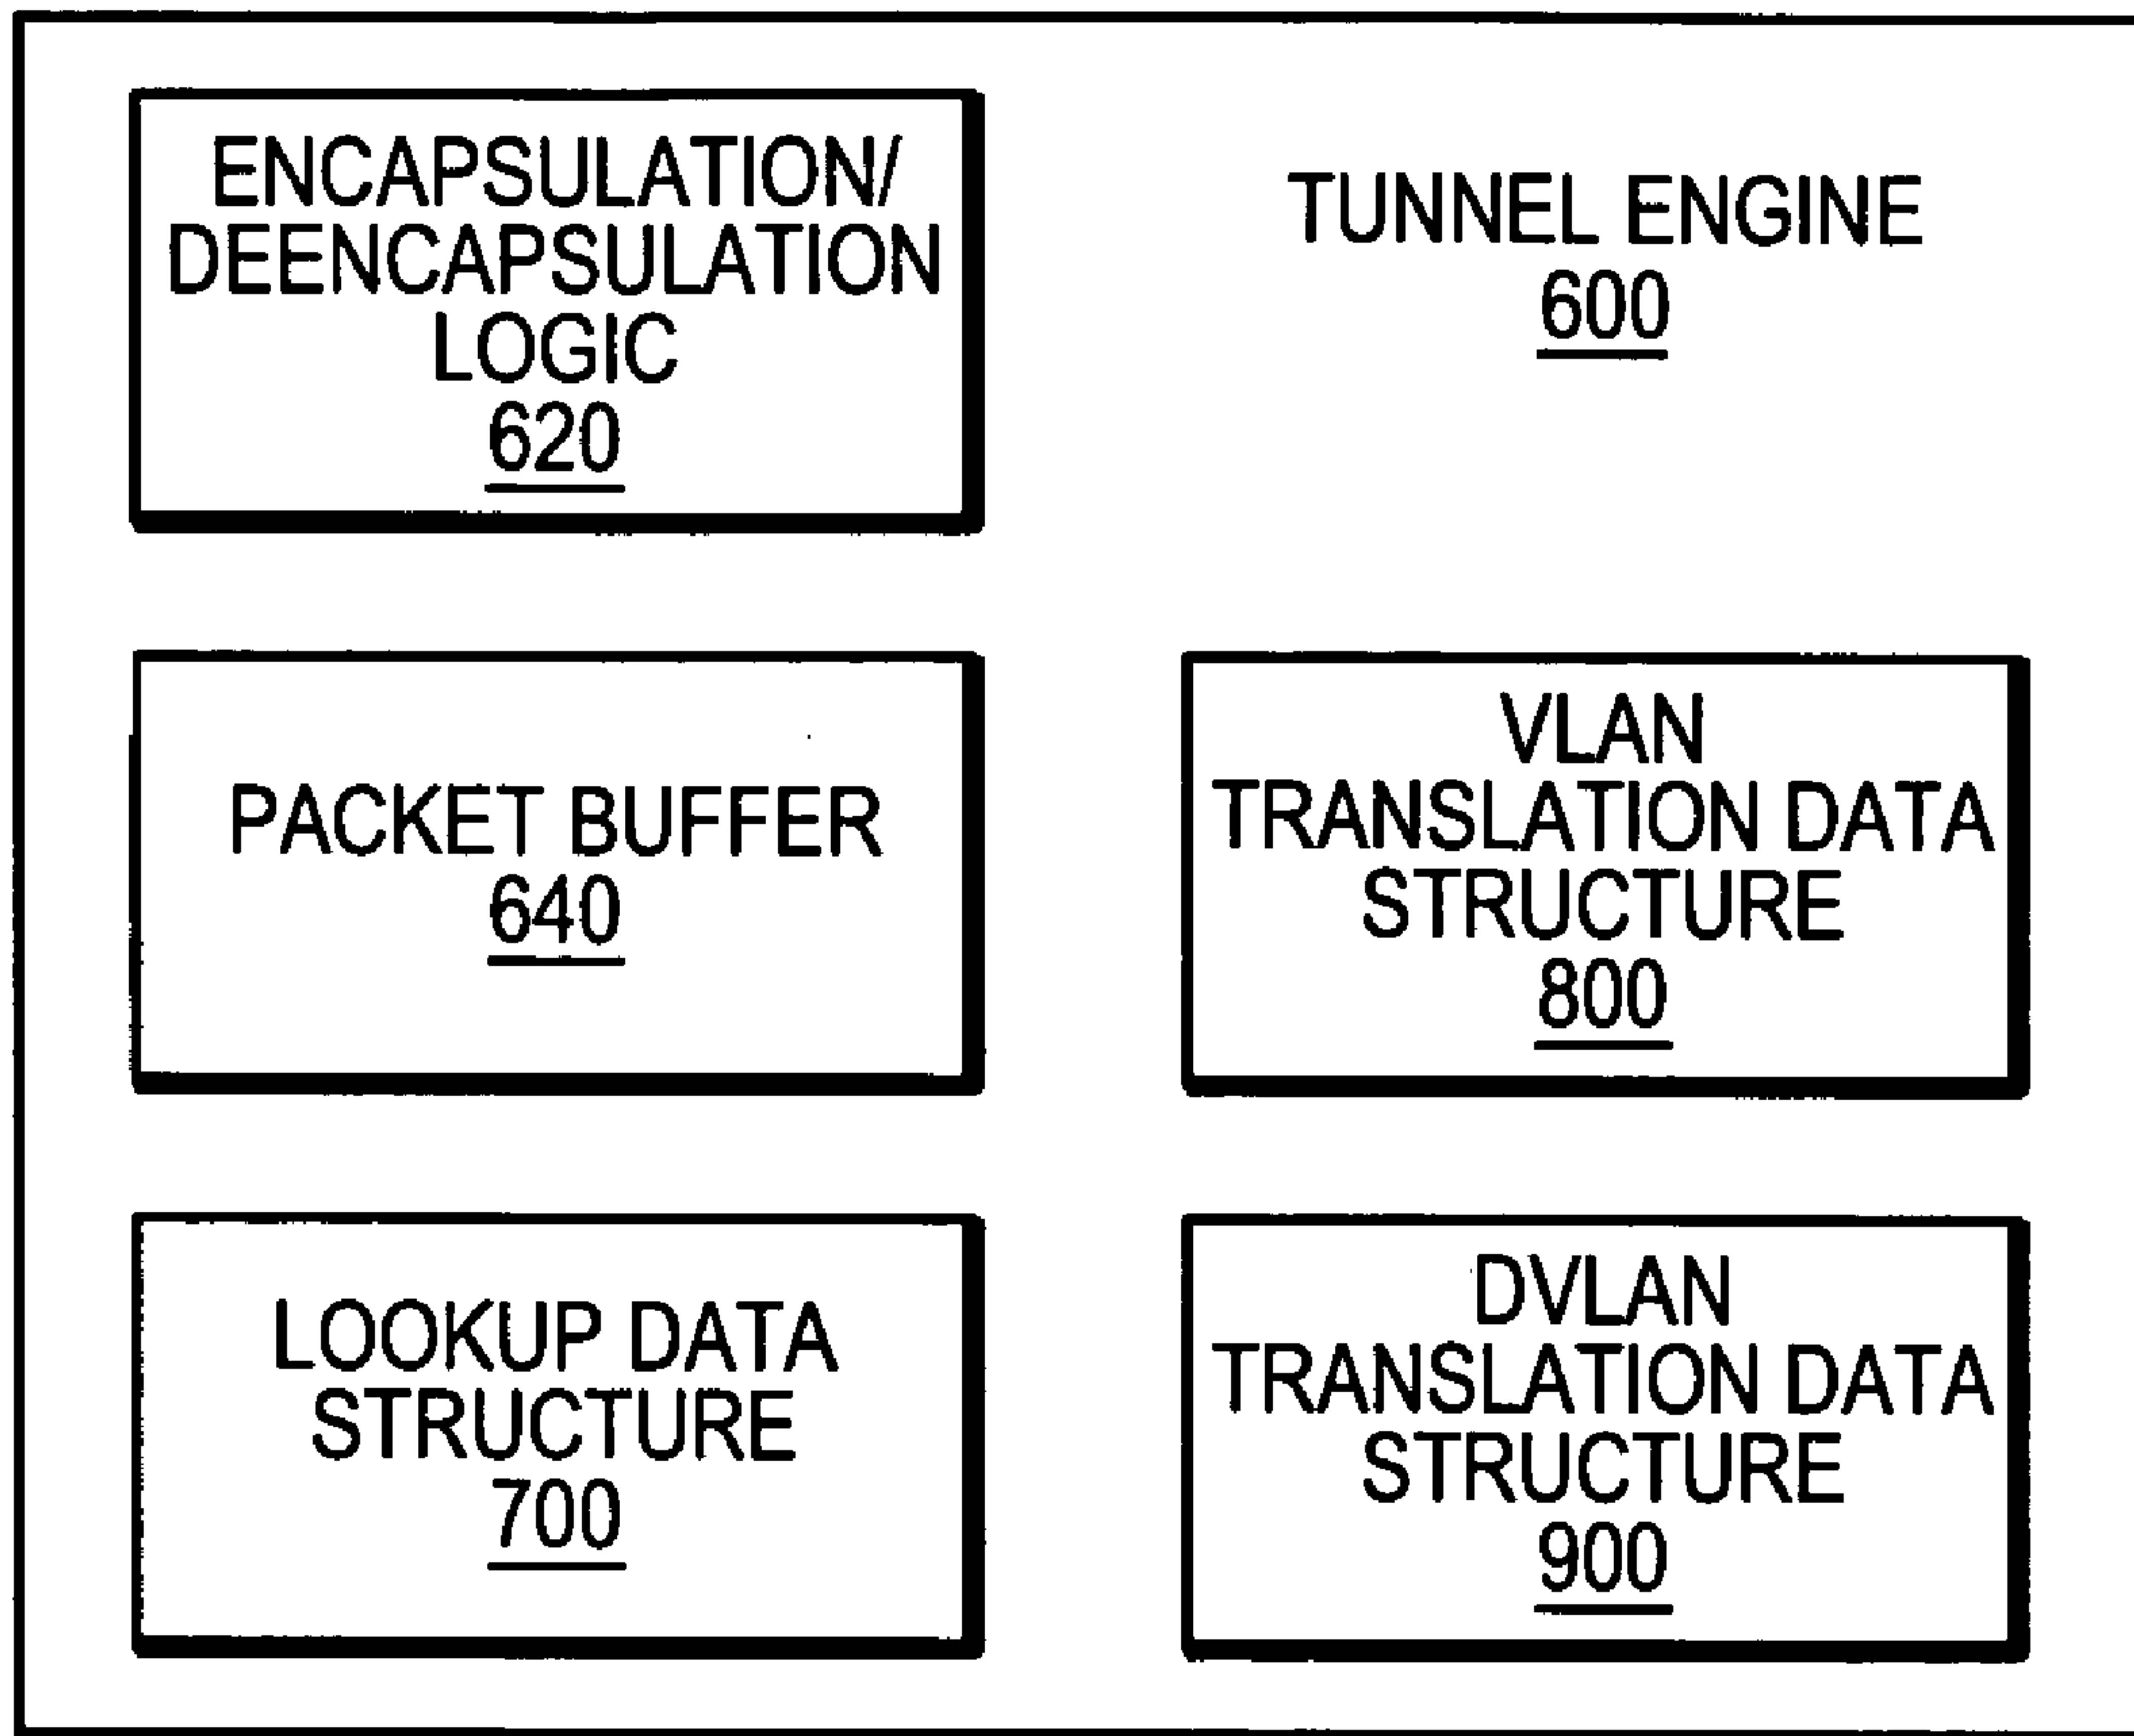 ENCAPSULATION/
DEENCAPSULATION
LOGIC
620
TUNNEL ENGINE
600
PACKET BUFFER
640
VLAN
TRANSLATION DATA
STRUCTURE
800
LOOKUP DATA
STRUCTURE
700
DVLAN
TRANSLATION DATA
STRUCTURE
900